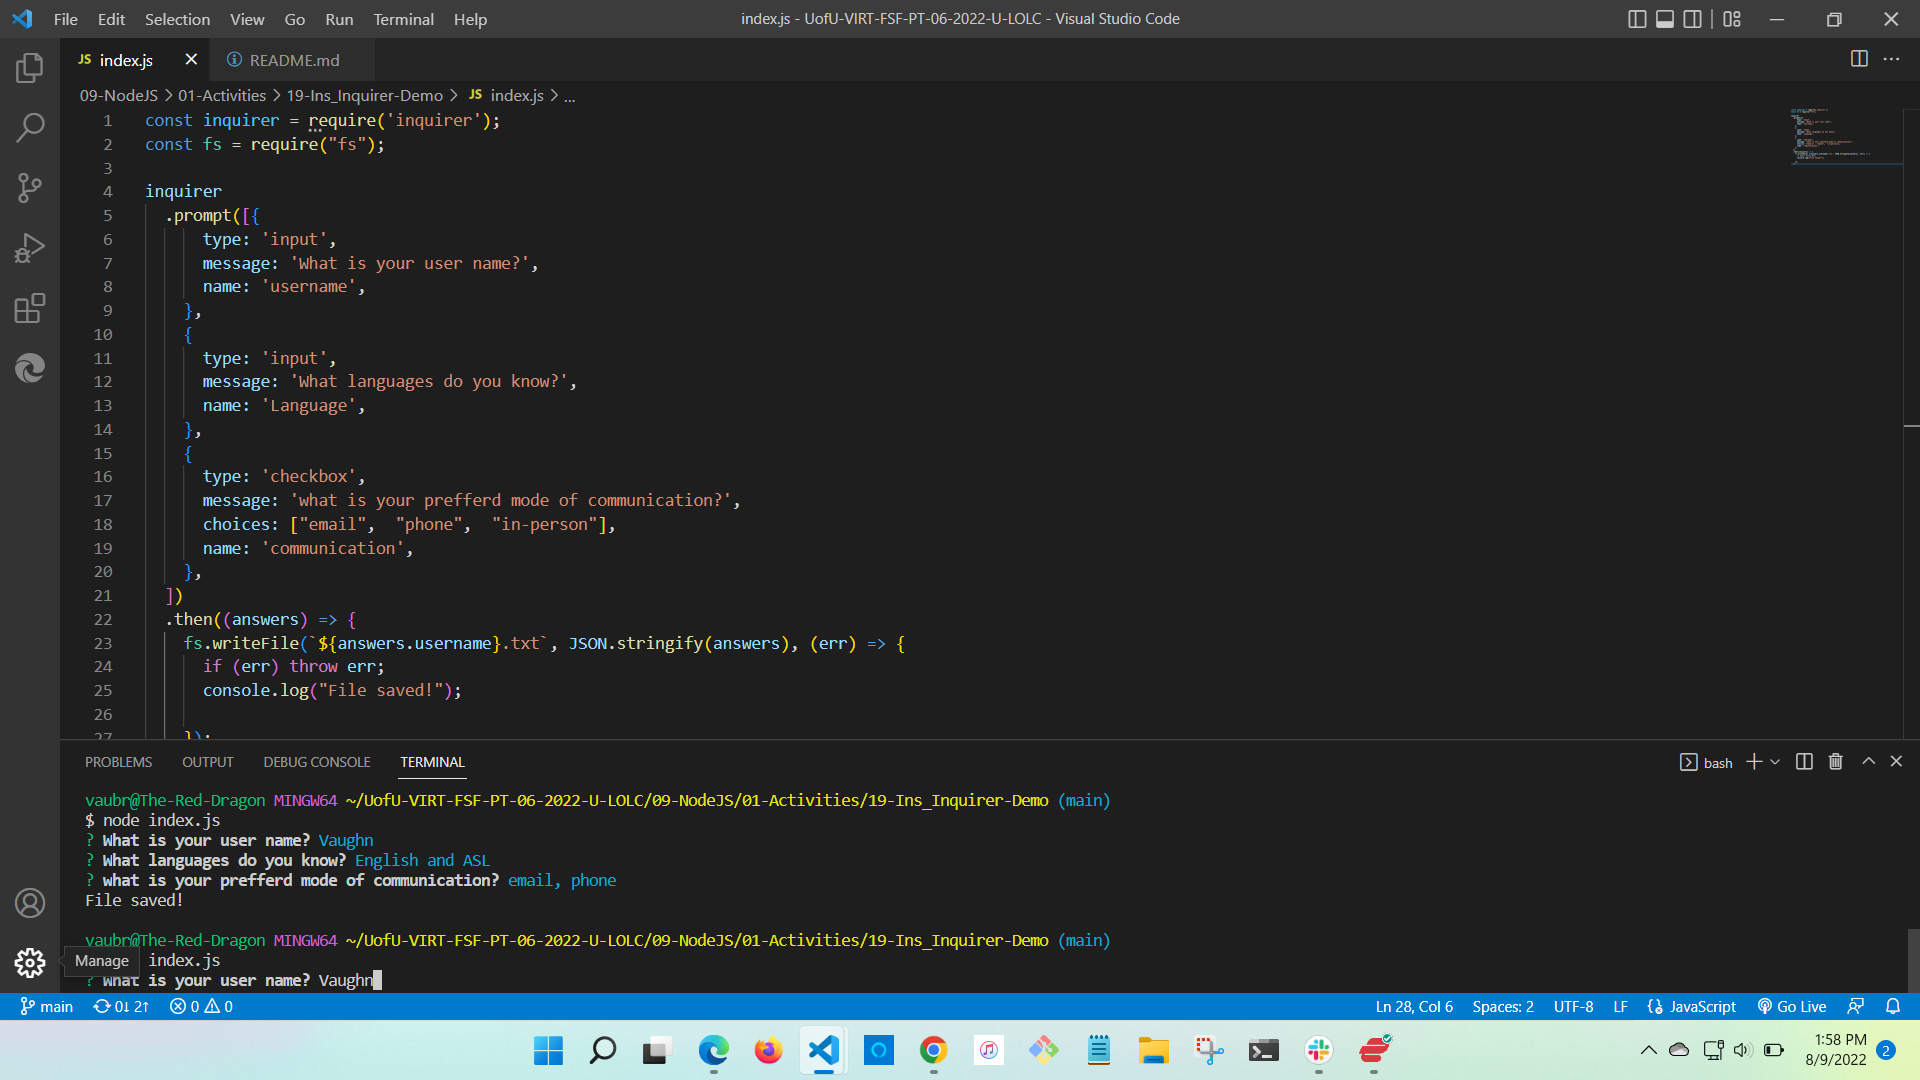 File Edit Selection View Go Run Terminal Help index.js - UofU-VIRT-FSF-PT-06-2022-U-LOLC - Visual Studio Code
JS index.js README.md
09-NodeJS > 01-Activities > 19-Ins_Inquirer-Demo > JS index.js > ...
1 const inquirer = require('inquirer');
2 const fs = require("fs");
3
4 inquirer
5 .prompt([{
6 type: 'input',
7 message: 'What is your user name?',
8 name: 'username',
9 },
10 {
11 type: 'input',
12 message: 'What languages do you know?',
13 name: 'Language',
14 },
15 {
16 type: 'checkbox',
17 message: 'what is your prefferd mode of communication?',
18 choices: ["email",  "phone",  "in-person"],
19 name: 'communication',
20 },
21 ])
22 .then((answers) => {
23 fs.writeFile(`${answers.username}.txt`, JSON.stringify(answers), (err) => {
24 if (err) throw err;
25 console.log("File saved!");
26
27 });
PROBLEMS OUTPUT DEBUG CONSOLE TERMINAL bash
vaubr@The-Red-Dragon MINGW64 ~/UofU-VIRT-FSF-PT-06-2022-U-LOLC/09-NodeJS/01-Activities/19-Ins_Inquirer-Demo (main)
$ node index.js
? What is your user name? Vaughn
? What languages do you know? English and ASL
? what is your prefferd mode of communication? email, phone
File saved!
vaubr@The-Red-Dragon MINGW64 ~/UofU-VIRT-FSF-PT-06-2022-U-LOLC/09-NodeJS/01-Activities/19-Ins_Inquirer-Demo (main)
Manage index.js
? What is your user name? Vaughn
main 0↓ 2↑ 0 0 Ln 28, Col 6 Spaces: 2 UTF-8 LF {} JavaScript Go Live
1:58 PM
8/9/2022 2